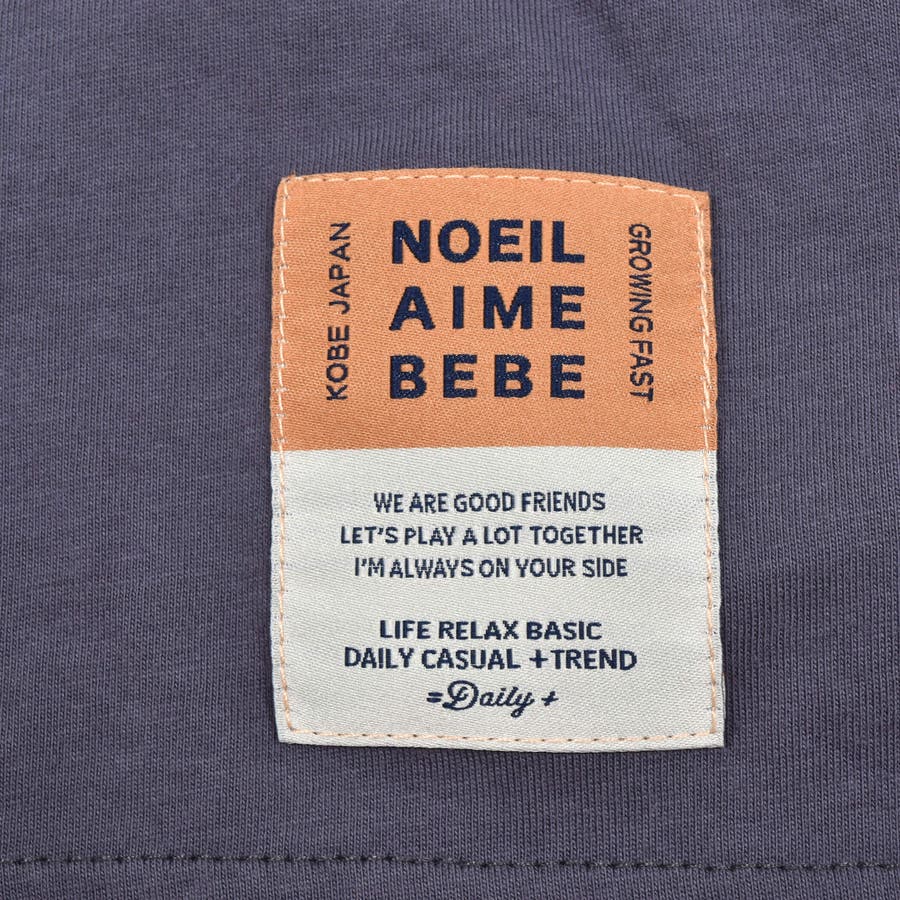 KOBE JAPAN
NOEIL
AIME
BEBE
GROWING FAST
WE ARE GOOD FRIENDS
LET'S PLAY A LOT TOGETHER
I'M ALWAYS ON YOUR SIDE
LIFE RELAX BASIC
DAILY CASUAL +TREND
=Daily+